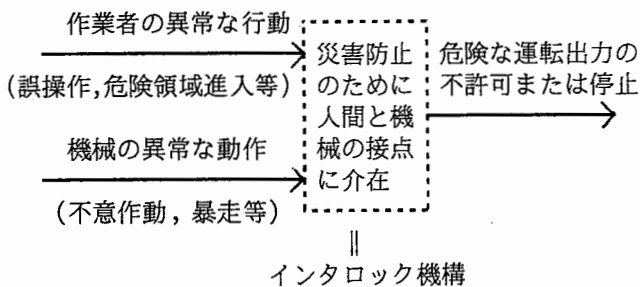 作業者の異常な行動
(誤操作,危険領域進入等)
機械の異常な動作
(不意作動,暴走等)
災害防止
のために
人間と機
械の接点
に介在
危険な運転出力の
不許可または停止
||
インタロック機構